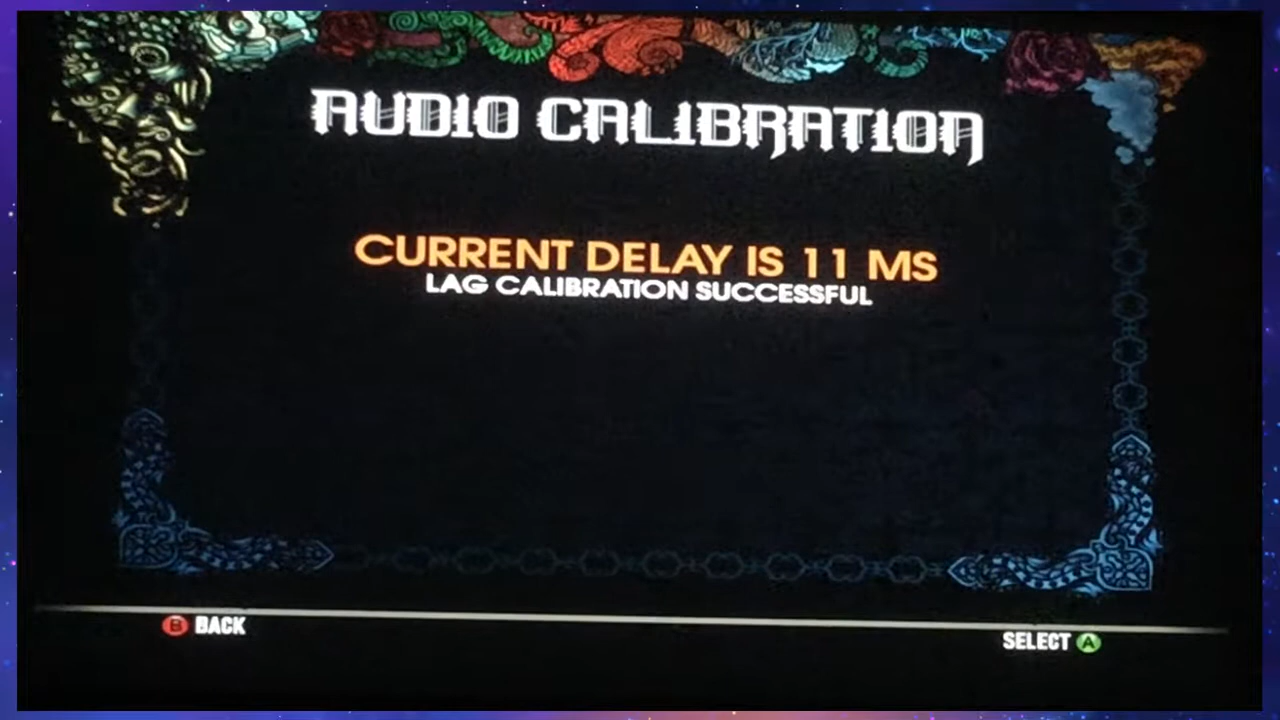 AUDIO CALIBRATION
CURRENT DELAY IS 11 MS
LAG CALIBRATION SUCCESSFUL
B BACK
SELECT A